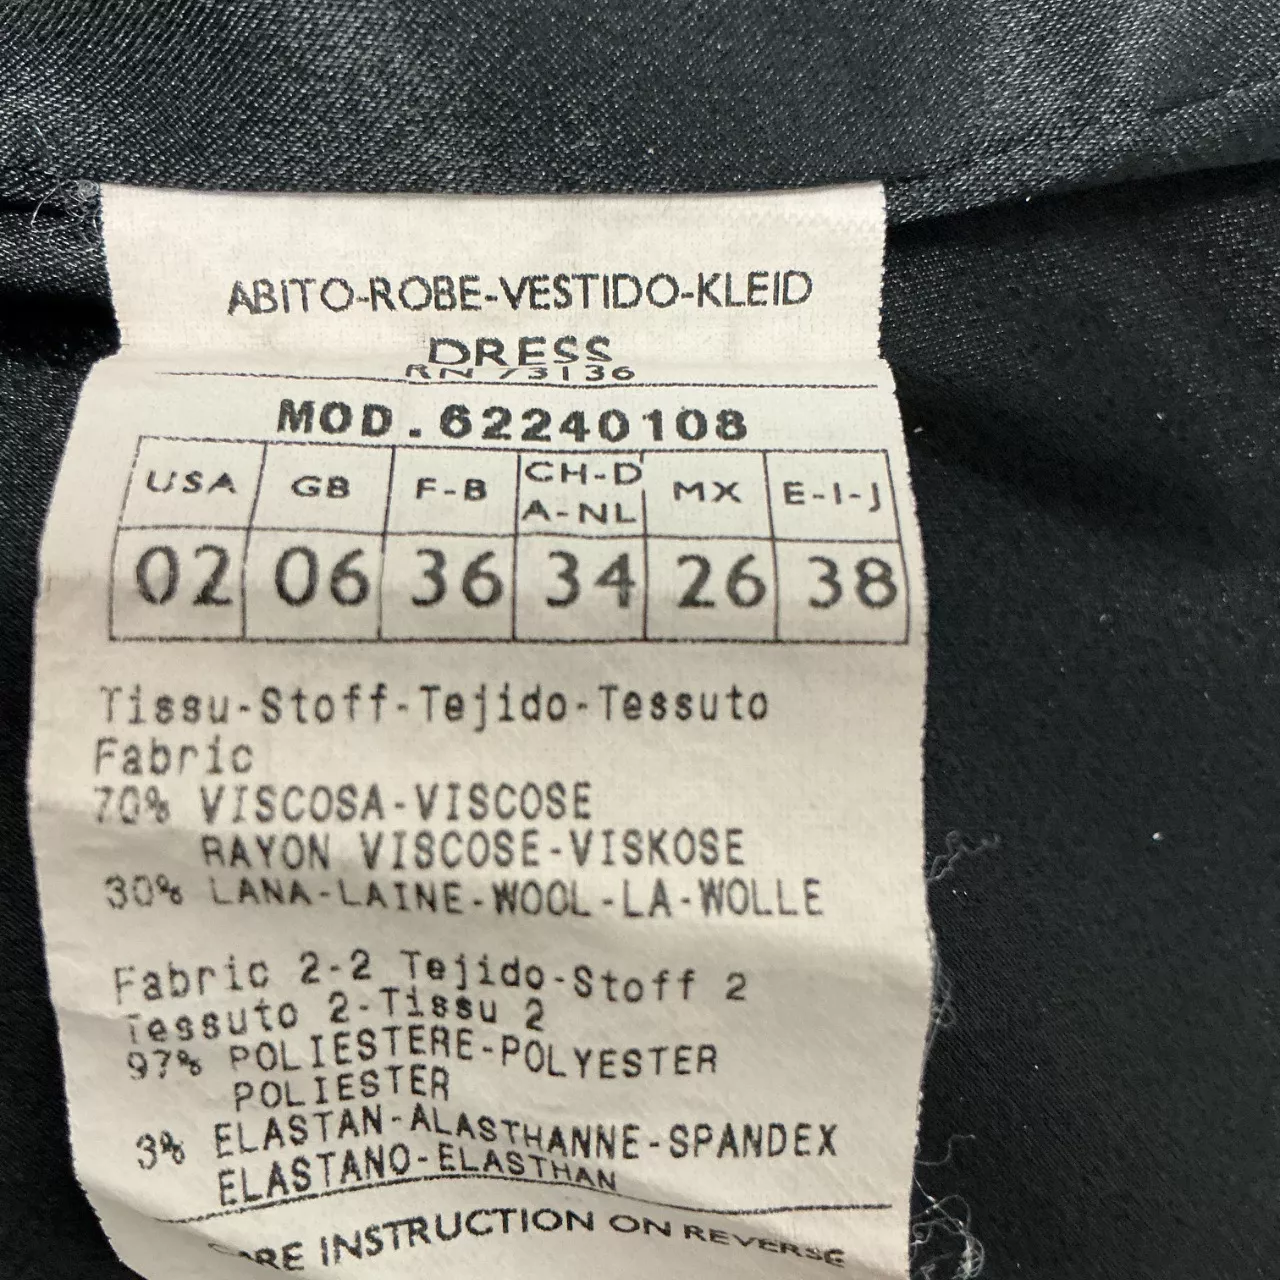 ABITO-ROBE-VESTIDO-KLEID
DRESS
RN 73136
MOD.62240108
USA GB F-B CH-D A-NL MX E-I-J
02 06 36 34 26 38
Tissu-Stoff-Tejido-Tessuto
Fabric
70% VISCOSA-VISCOSE
RAYON VISCOSE-VISKOSE
30% LANA-LAINE-WOOL-LA-WOLLE
Fabric 2-2 Tejido-Stoff 2
Tessuto 2-Tissu 2
97% POLIESTERE-POLYESTER
POLIESTER
3% ELASTAN-ALASTHANNE-SPANDEX
ELASTANO-ELASTHAN
CARE INSTRUCTION ON REVERSE